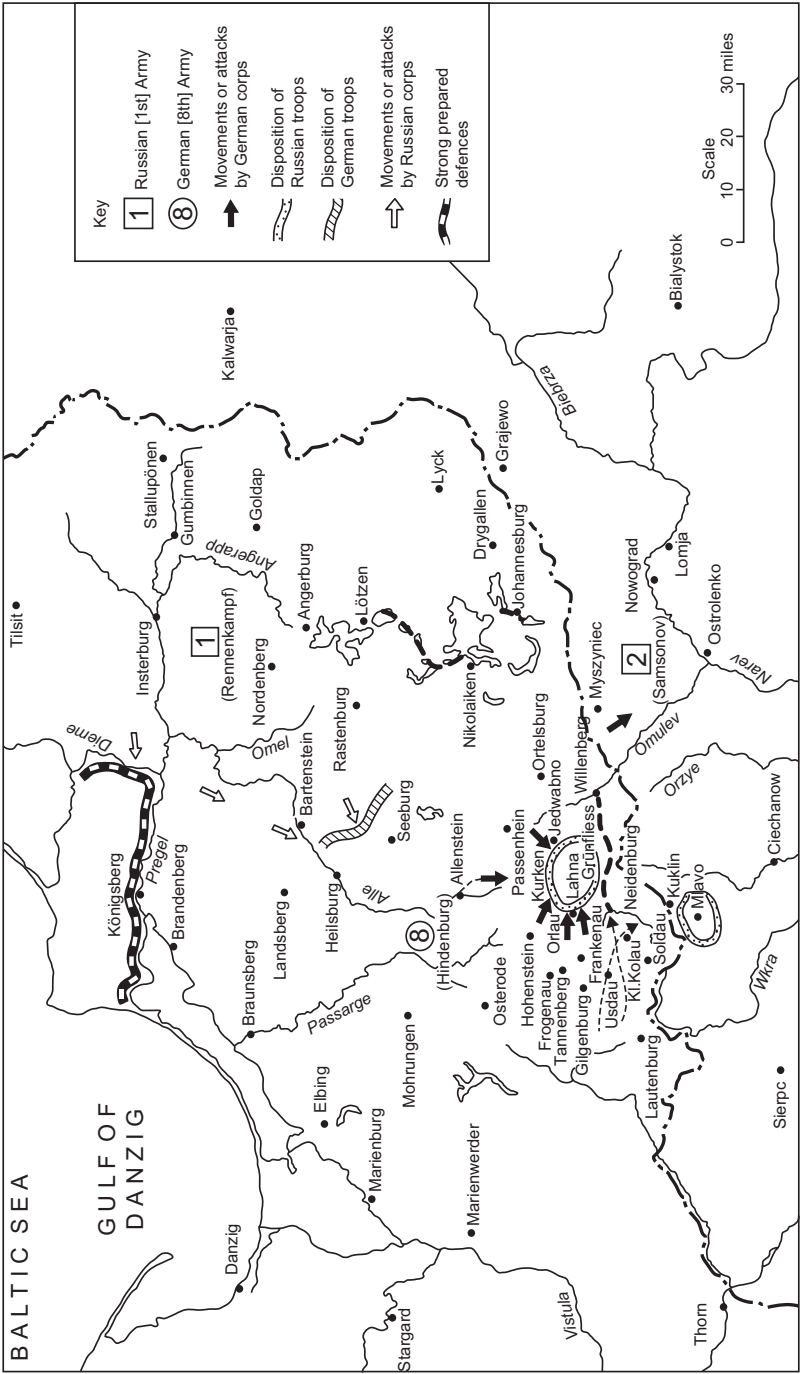 BALTIC SEA
GULF OF
DANZIG
Key
1
Russian [1st] Army
8
German [8th] Army
Movements or attacks
by German corps
Disposition of
Russian troops
Disposition of
German troops
Movements or attacks
by Russian corps
Strong prepared
defences
Scale
0
10
20
30 miles
Tilsit
Stallupönen
Gumbinnen
Kalwarja
Insterburg
Dieme
Königsberg
Pregel
Brandenberg
1
(Rennenkampf)
Nordenberg
Angerapp
Goldap
Angerburg
Danzig
Braunsberg
Landsberg
Omel
Bartenstein
Rastenburg
Lötzen
Elbing
Heilsburg
Alle
Passarge
Marienburg
Stargard
Mohrungen
Seeburg
8
(Hindenburg)
Allenstein
Nikolaiken
Lyck
Grajewo
Drygallen
Johannesburg
Marienwerder
Osterode
Passenheim
Ortelsburg
Jedwabno
Hohenstein
Kurken
Orlau
Lahna
Grünfliess
Willenberg
Frogenau
Tannenberg
Gilgenburg
Frankenau
Usdau
Neidenburg
Myszyniec
Biebrza
Bialystok
Vistula
Kl.Kolau
Soldau
Kuklin
Mlavo
Lautenburg
Omulev
2
(Samsonov)
Nowograd
Lomja
Ostrolenko
Narev
Orzye
Thorn
Wkra
Sierpc
Ciechanow